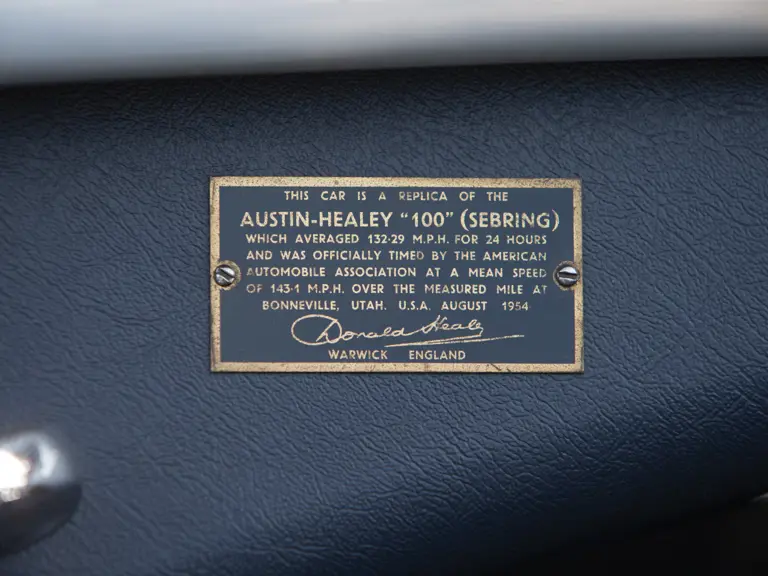 THIS CAR IS A REPLICA OF THE
AUSTIN-HEALEY “100” (SEBRING)
WHICH AVERAGED 132·29 M.P.H. FOR 24 HOURS
AND WAS OFFICIALLY TIMED BY THE AMERICAN
AUTOMOBILE ASSOCIATION AT A MEAN SPEED
OF 143·1 M.P.H. OVER THE MEASURED MILE AT
BONNEVILLE, UTAH. U.S.A. AUGUST 1954
Donald Healey
WARWICK ENGLAND